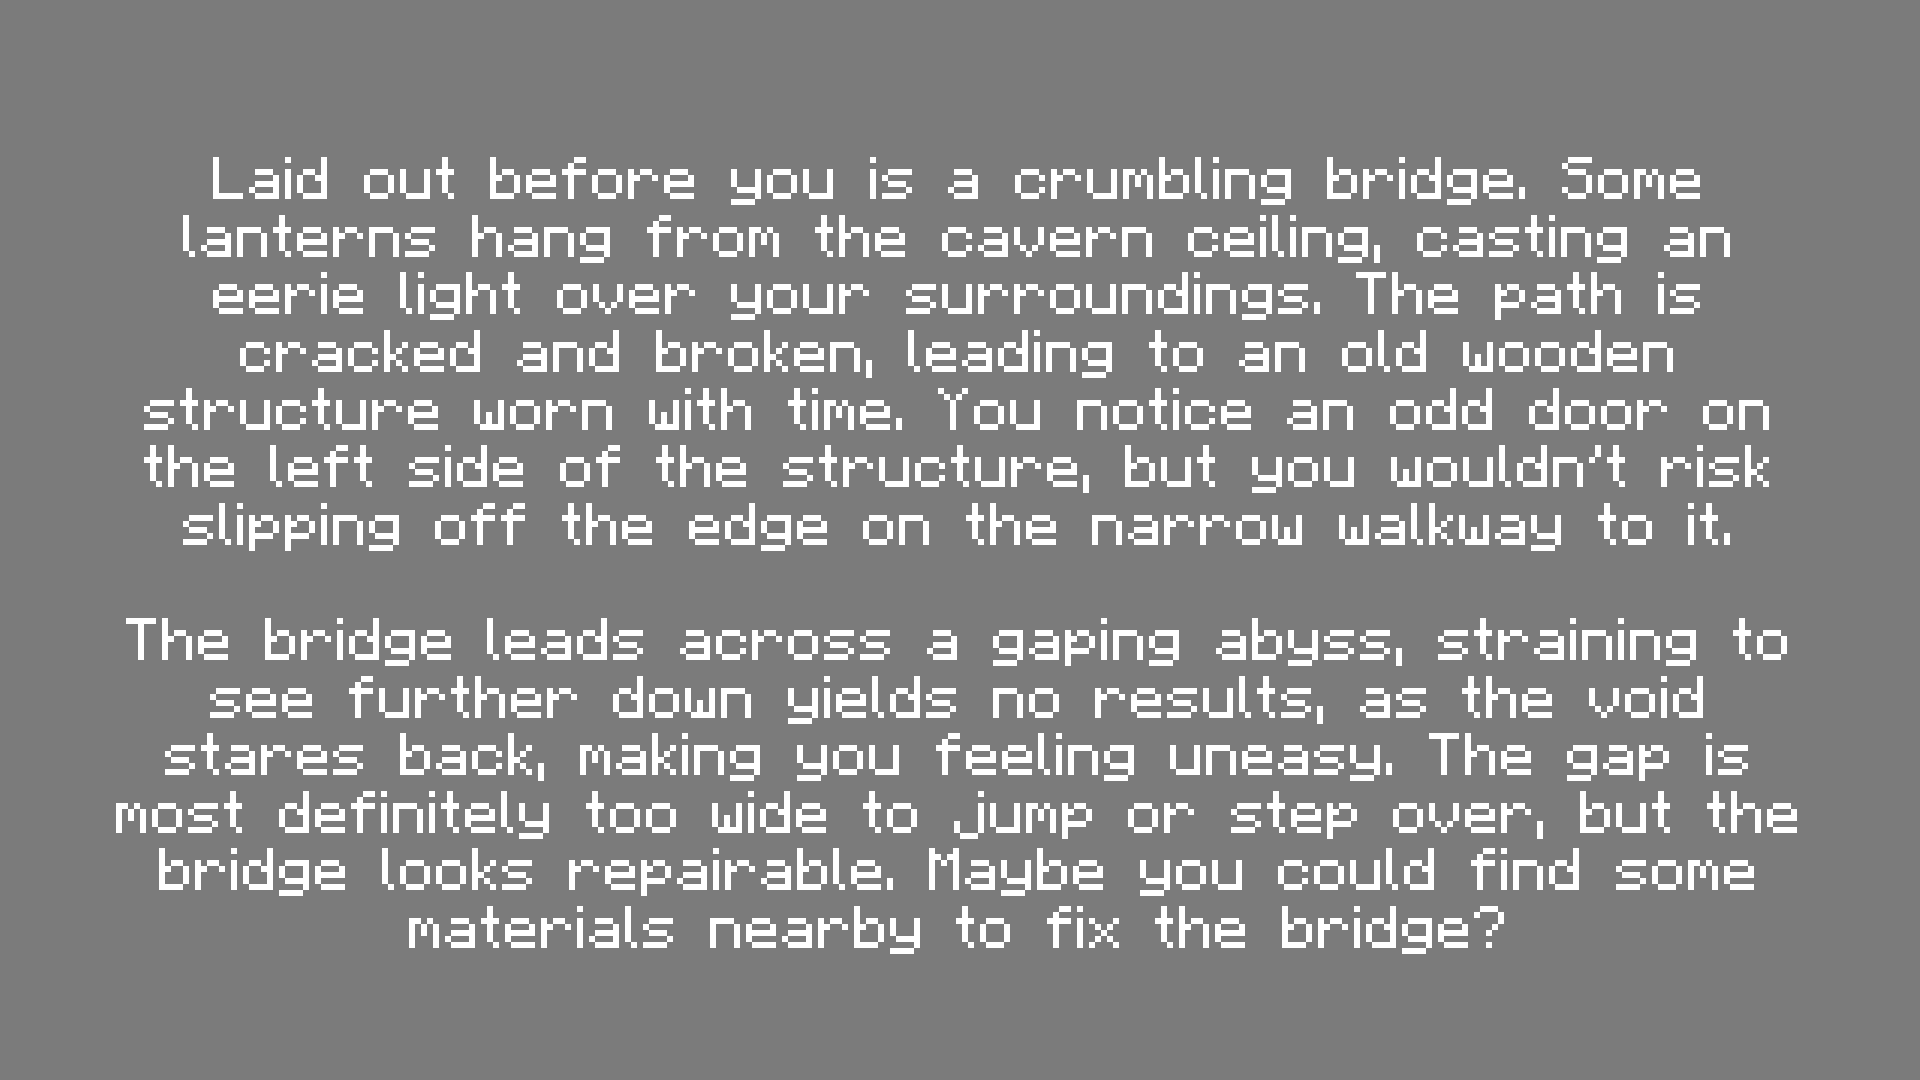 Laid out before you is a crumbling bridge. Some
lanterns hang from the cavern ceiling, casting an
eerie light over your surroundings. The path is
cracked and broken, leading to an old wooden
structure worn with time. You notice an odd door on
the left side of the structure, but you wouldn't risk
slipping off the edge on the narrow walkway to it.

The bridge leads across a gaping abyss, straining to
see further down yields no results, as the void
stares back, making you feeling uneasy. The gap is
most definitely too wide to jump or step over, but the
bridge looks repairable. Maybe you could find some
materials nearby to fix the bridge?